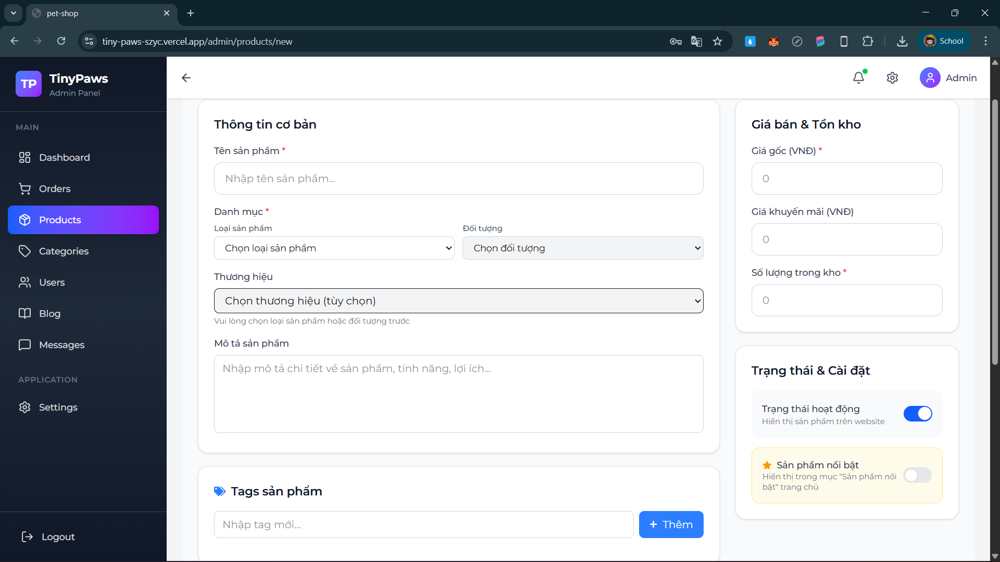 pet-shop
tiny-paws-szyc.vercel.app/admin/products/new
School
TP
TinyPaws
Admin Panel
MAIN
Dashboard
Orders
Products
Categories
Users
Blog
Messages
APPLICATION
Settings
Logout
Admin
Thông tin cơ bản
Tên sản phẩm *
Nhập tên sản phẩm...
Danh mục *
Loại sản phẩm
Đối tượng
Chọn loại sản phẩm
Chọn đối tượng
Thương hiệu
Chọn thương hiệu (tùy chọn)
Vui lòng chọn loại sản phẩm hoặc đối tượng trước
Mô tả sản phẩm
Nhập mô tả chi tiết về sản phẩm, tính năng, lợi ích...
Tags sản phẩm
Nhập tag mới...
+ Thêm
Giá bán & Tồn kho
Giá gốc (VNĐ) *
0
Giá khuyến mãi (VNĐ)
0
Số lượng trong kho *
0
Trạng thái & Cài đặt
Trạng thái hoạt động
Hiển thị sản phẩm trên website
Sản phẩm nổi bật
Hiển thị trong mục "Sản phẩm nổi
bật" trang chủ